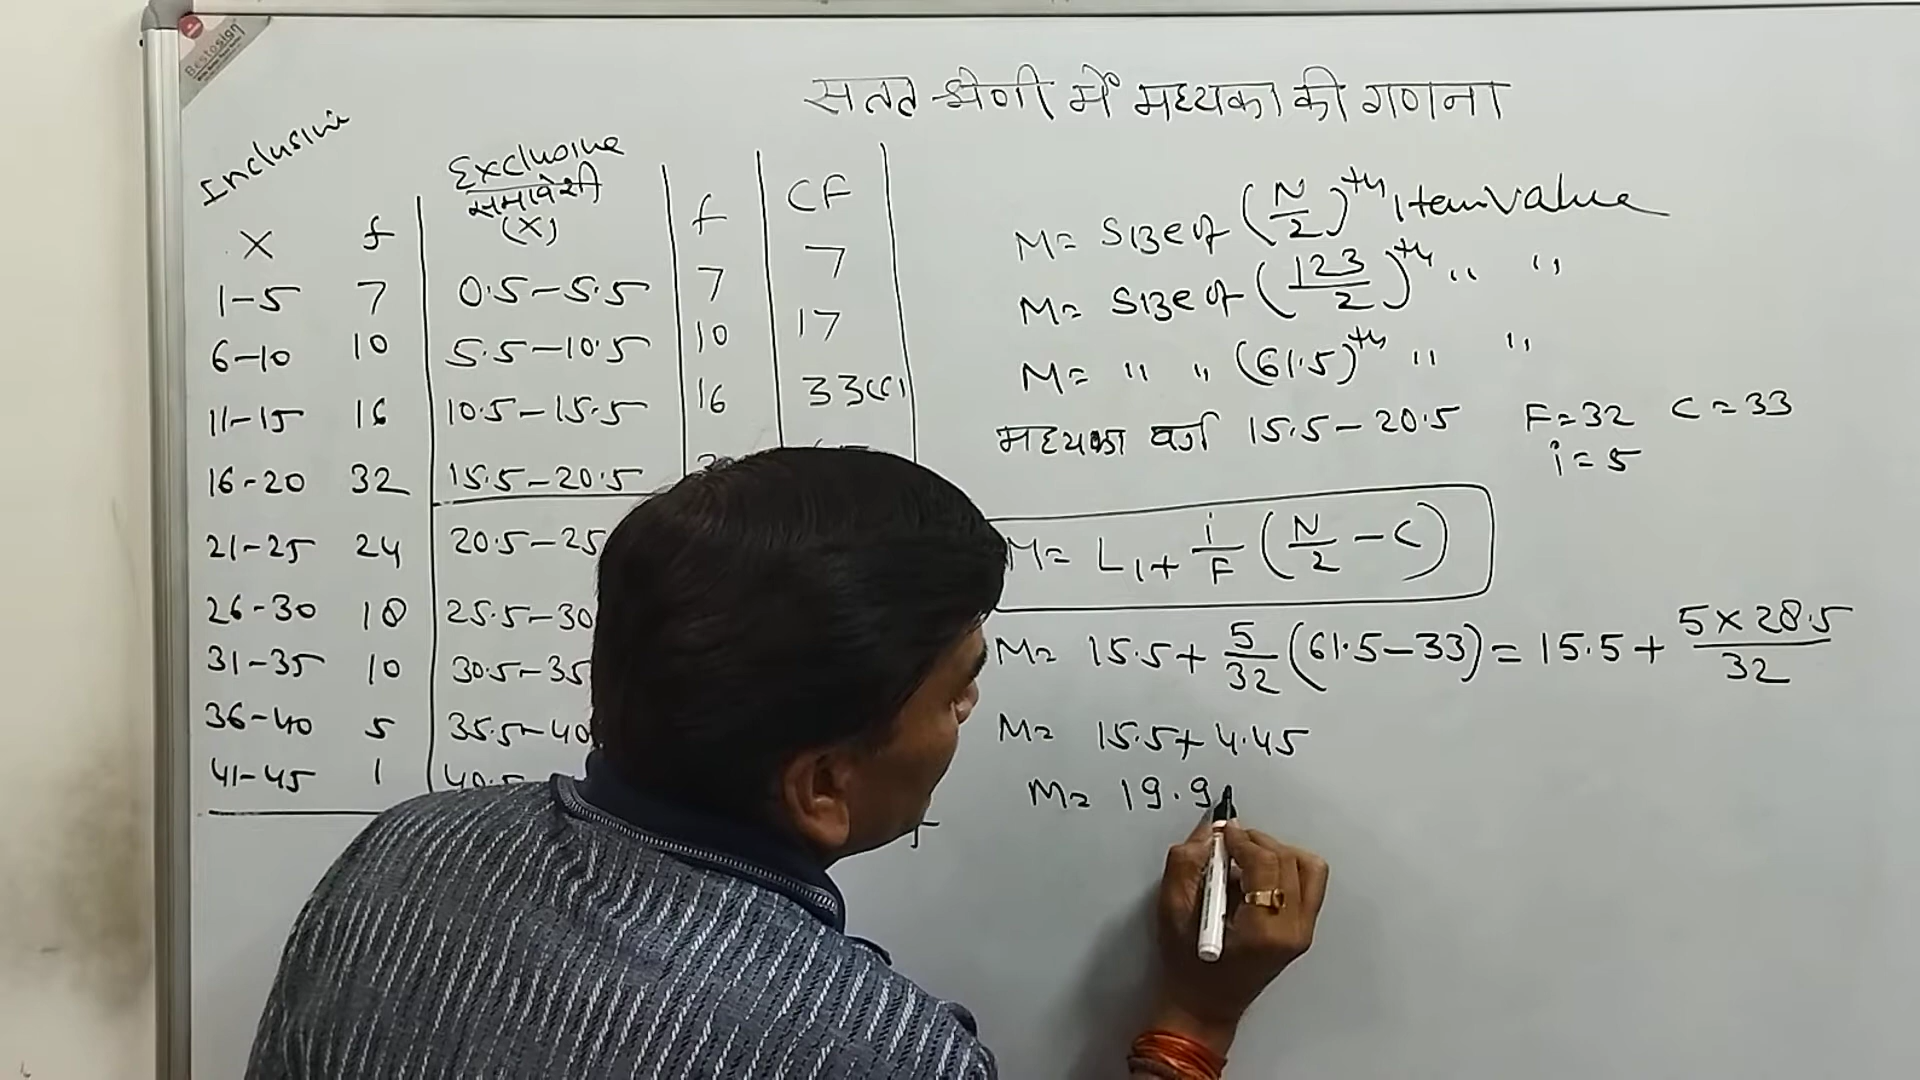 Bestosign
सतत श्रेणी में मध्यका की गणना
Inclusive
Exclusive
समावेशी
X f (X) f CF
1-5 7 0.5-5.5 7 7
6-10 10 5.5-10.5 10 17
11-15 16 10.5-15.5 16 33(C)
16-20 32 15.5-20.5
21-25 24 20.5-25
26-30 18 25.5-30
31-35 10 30.5-35
36-40 5 35.5-40
41-45 1 40.5
M= Size of (N/2)th Item Value
M= Size of (123/2)th " "
M= " " (61.5)th " "
मध्यका वर्ग 15.5-20.5 F=32 C=33
i=5
M= L1+ i/F (N/2 -C)
M= 15.5+ 5/32 (61.5-33)= 15.5+ 5×28.5/32
M= 15.5+4.45
M= 19.9